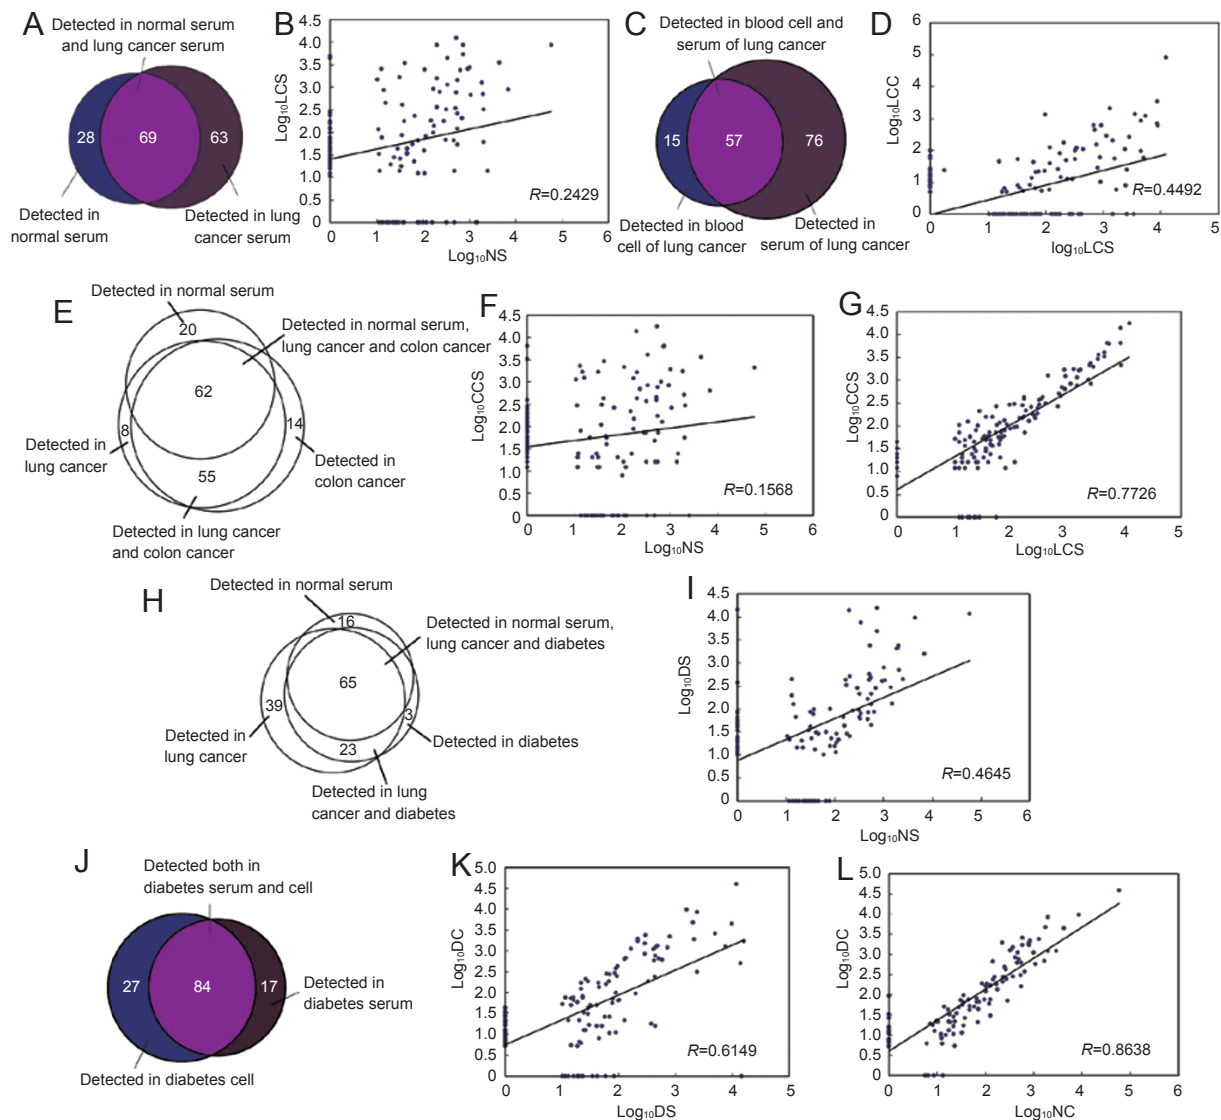 A
Detected in normal serum
and lung cancer serum
28
69
63
Detected in
normal serum
Detected in lung
cancer serum
B
Log₁₀LCS
4.5
4.0
3.5
3.0
2.5
2.0
1.5
1.0
0.5
0
R=0.2429
0 1 2 3 4 5 6
Log₁₀NS
C
Detected in blood cell and
serum of lung cancer
15
57
76
Detected in blood
cell of lung cancer
Detected in
serum of lung cancer
D
Log₁₀LCC
6
5
3
2
1
0
R=0.4492
0 1 2 3 4 5
log₁₀LCS
E
Detected in normal serum
20
Detected in normal serum,
lung cancer and colon cancer
62
8
14
Detected in
lung cancer
Detected in
colon cancer
55
Detected in lung cancer
and colon cancer
F
Log₁₀CCS
4.5
4.0
3.5
3.0
2.5
2.0
1.5
1.0
0.5
0
R=0.1568
0 1 2 3 4 5 6
Log₁₀NS
G
Log₁₀CCS
4.5
4.0
3.5
3.0
2.5
2.0
1.5
1.0
0.5
0
R=0.7726
0 1 2 3 4 5
Log₁₀LCS
H
Detected in normal serum
16
Detected in normal serum,
lung cancer and diabetes
65
39
3
Detected in
lung cancer
Detected in diabetes
23
Detected in lung
cancer and diabetes
I
Log₁₀DS
4.5
4.0
3.5
3.0
2.5
2.0
1.5
1.0
0.5
0
R=0.4645
0 1 2 3 4 5 6
Log₁₀NS
J
Detected both in
diabetes serum and cell
27
84
17
Detected in
diabetes serum
Detected in diabetes cell
K
Log₁₀DC
5.0
4.5
4.0
3.5
3.0
2.5
2.0
1.5
1.0
0.5
0
R=0.6149
0 1 2 3 4 5
Log₁₀DS
L
Log₁₀DC
5.0
4.5
4.0
3.5
3.0
2.5
2.0
1.5
1.0
0.5
0
R=0.8638
0 1 2 3 4 5 6
Log₁₀NC